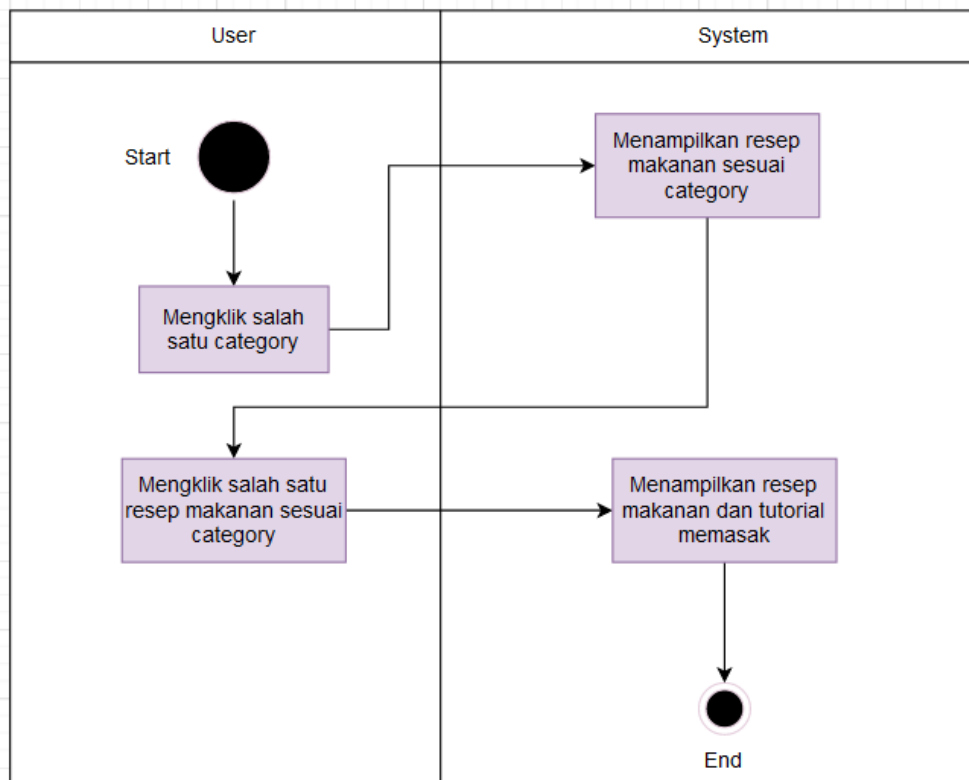 User
System
Start
Menampilkan resep
makanan sesuai
category
Mengklik salah
satu category
Mengklik salah satu
resep makanan sesuai
category
Menampilkan resep
makanan dan tutorial
memasak
End